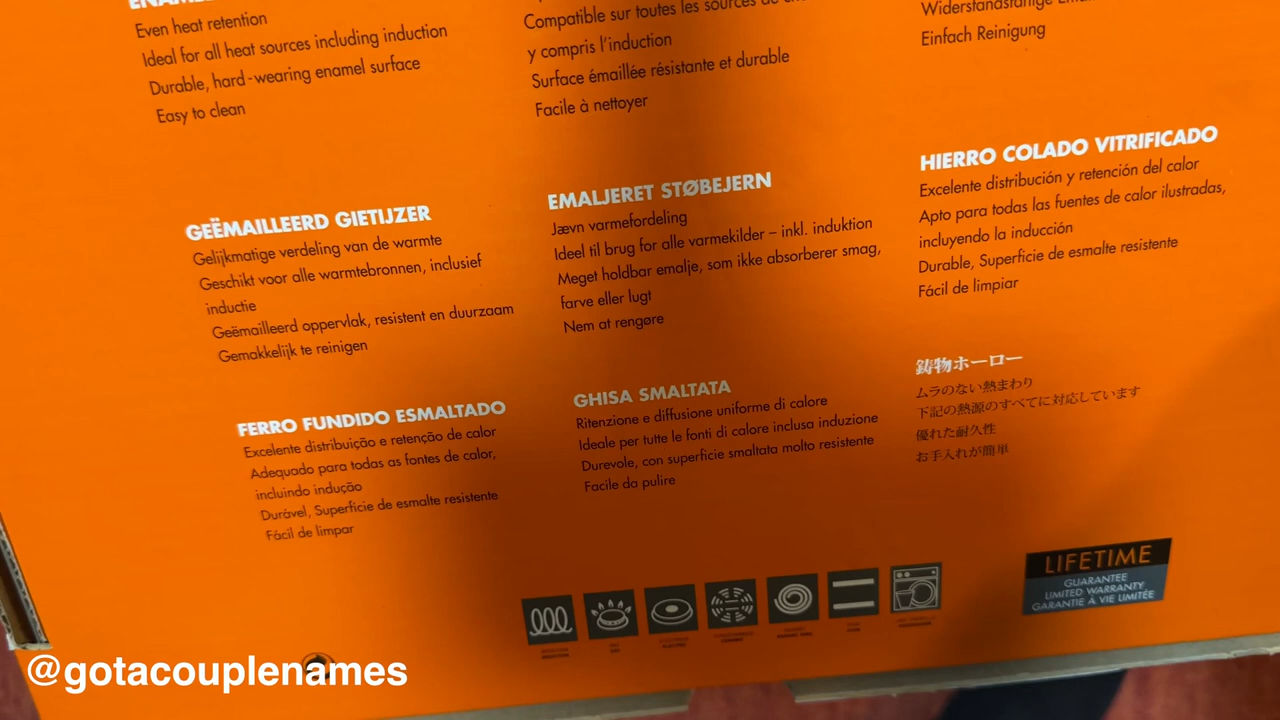 Even heat retention
Ideal for all heat sources including induction
Durable, hard-wearing enamel surface
Easy to clean
Compatible sur toutes les sources de
y compris l'induction
Surface émaillée résistante et durable
Facile à nettoyer
Einfach Reinigung
GEËMAILLEERD GIETIJZER
Gelijkmatige verdeling van de warmte
Geschikt voor alle warmtebronnen, inclusief
inductie
Geëmailleerd oppervlak, resistent en duurzaam
Gemakkelijk te reinigen
EMALJERET STØBEJERN
Jævn varmefordeling
Ideel til brug for alle varmekilder – inkl. induktion
Meget holdbar emalje, som ikke absorberer smag,
farve eller lugt
Nem at rengøre
HIERRO COLADO VITRIFICADO
Excelente distribución y retención del calor
Apto para todas las fuentes de calor ilustradas,
incluyendo la inducción
Durable, Superficie de esmalte resistente
Fácil de limpiar
FERRO FUNDIDO ESMALTADO
Excelente distribuição e retenção de calor
Adequado para todas as fontes de calor,
incluindo indução
Durável, Superfície de esmalte resistente
Fácil de limpar
GHISA SMALTATA
Ritenzione e diffusione uniforme di calore
Ideale per tutte le fonti di calore inclusa induzione
Durevole, con superficie smaltata molto resistente
Facile da pulire
鋳物ホーロー
ムラのない熱まわり
下記の熱源のすべてに対応しています
優れた耐久性
お手入れが簡単
LIFETIME
GUARANTEE
LIMITED WARRANTY
GARANTIE À VIE LIMITÉE
@gotacouplenames